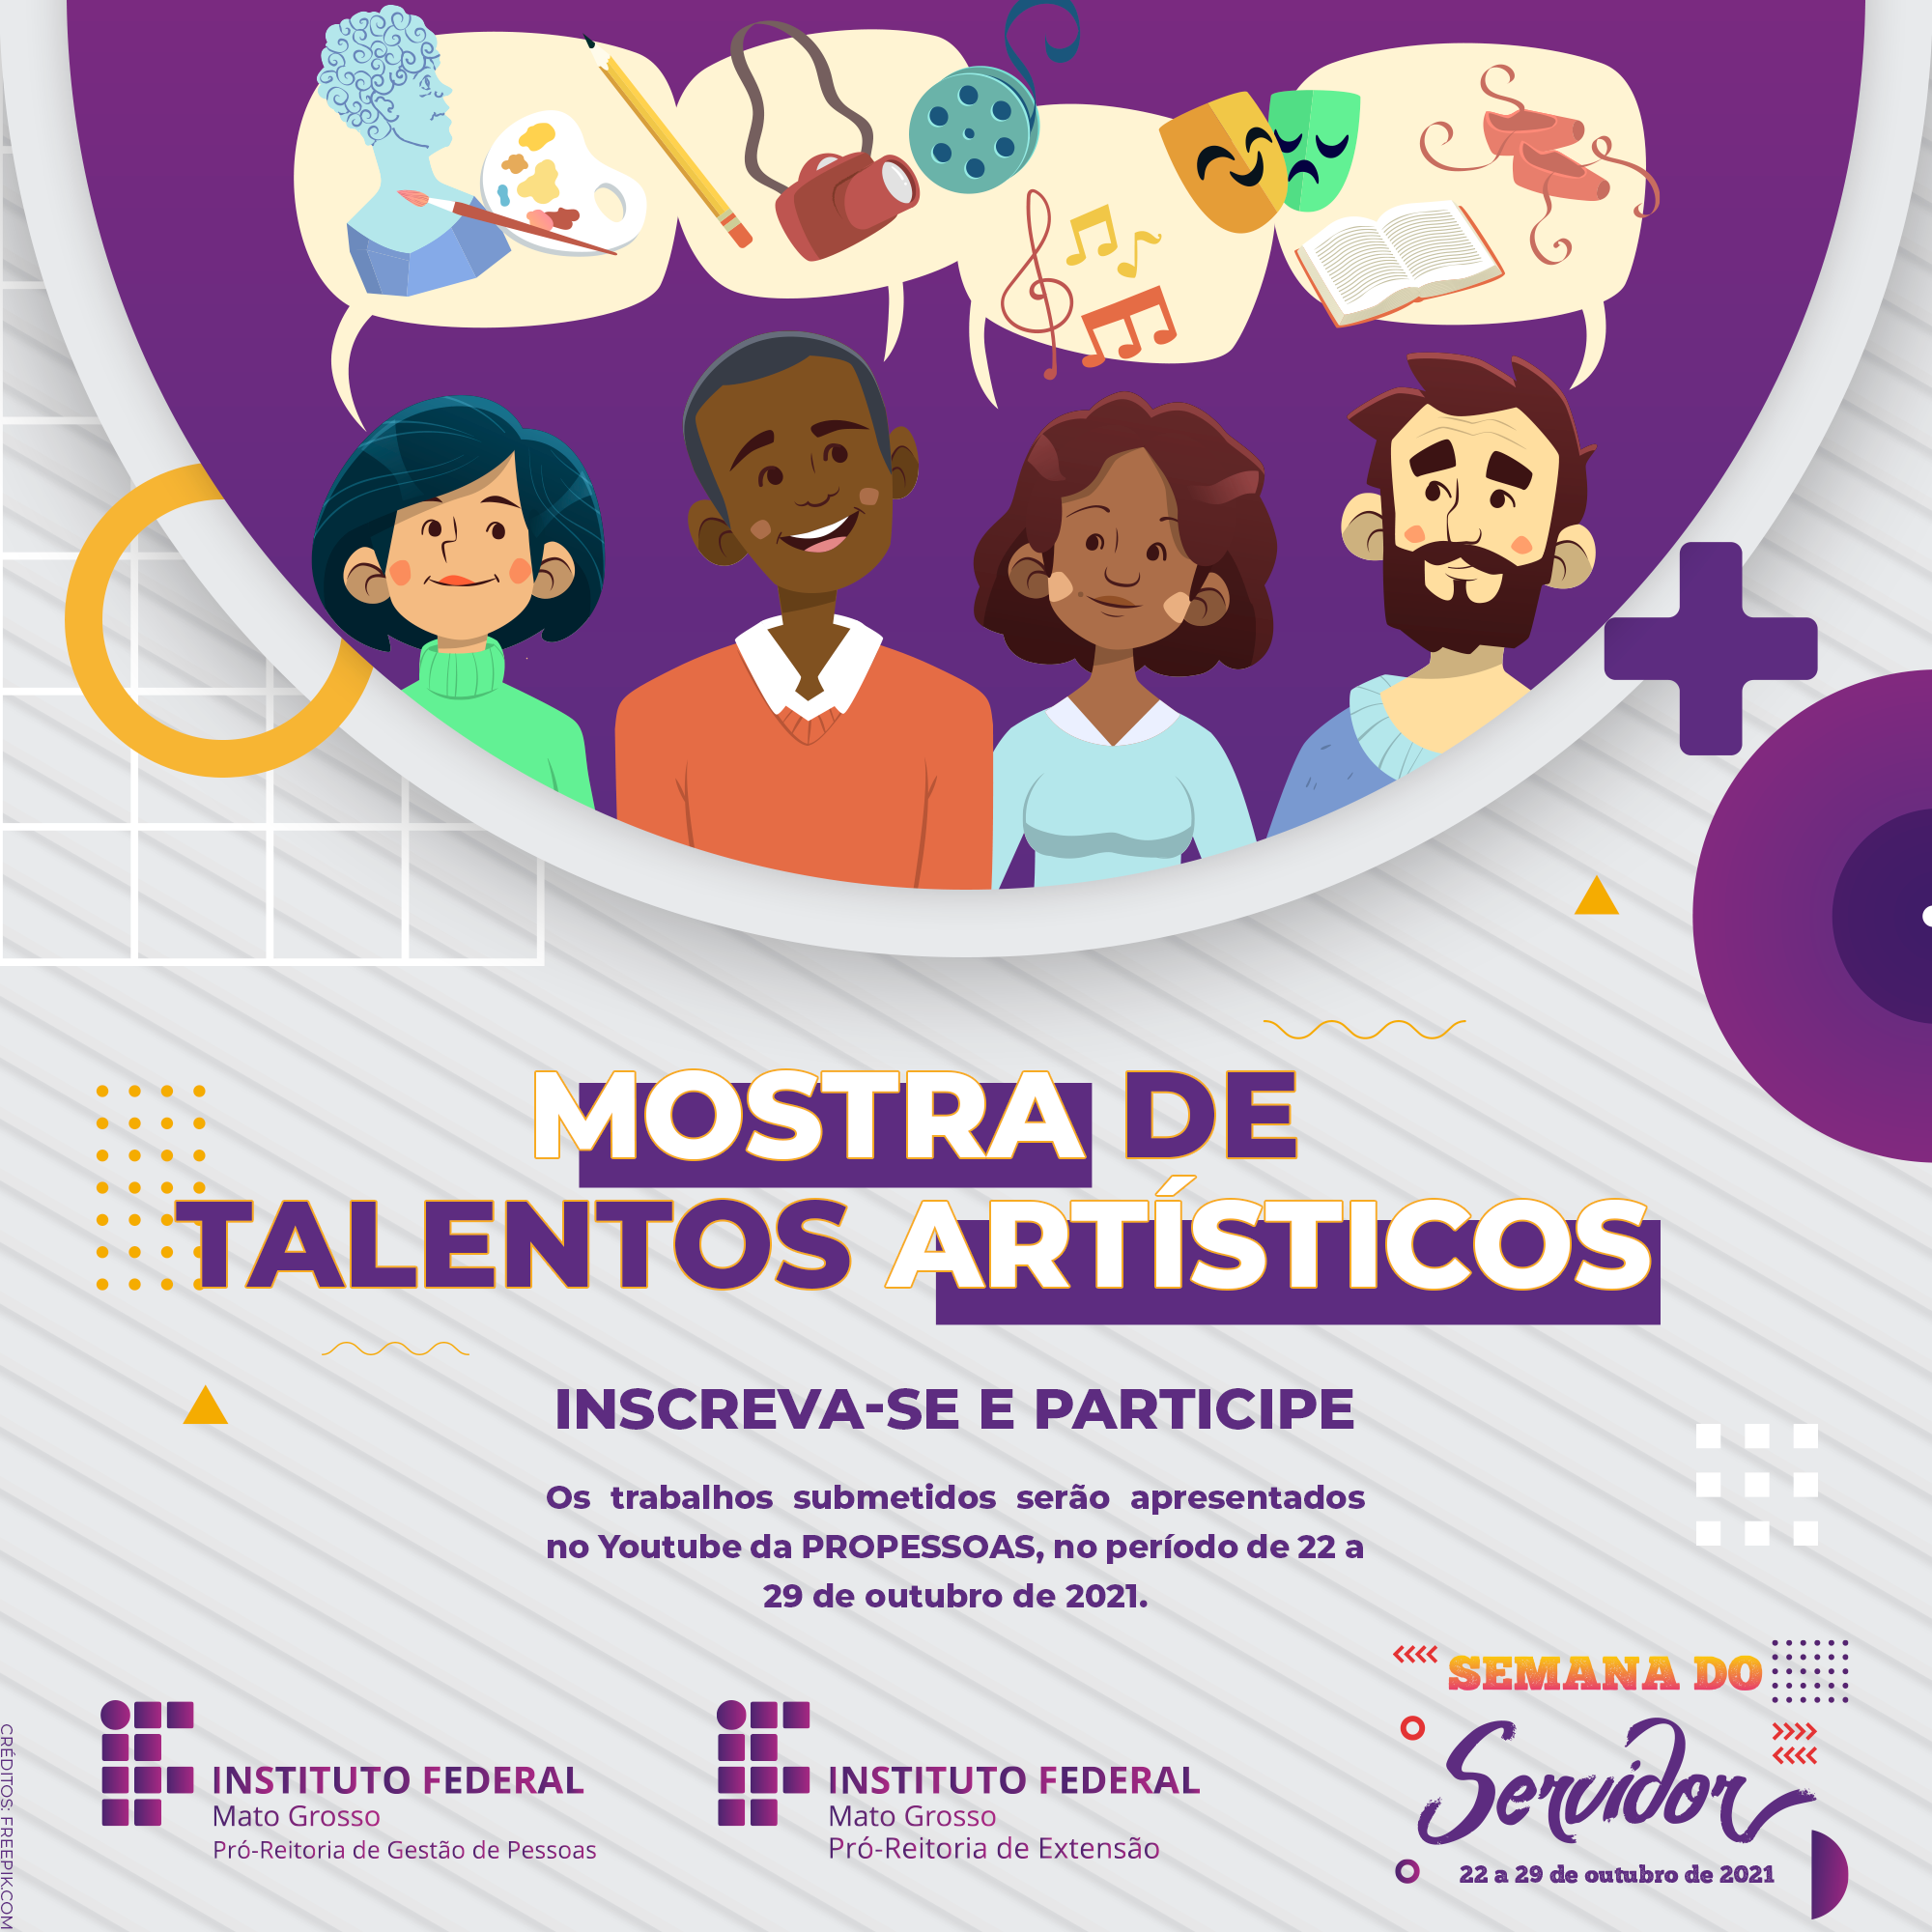 MOSTRA DE
TALENTOS ARTÍSTICOS
INSCREVA-SE E PARTICIPE
Os trabalhos submetidos serão apresentados
no Youtube da PROPESSOAS, no período de 22 a
29 de outubro de 2021.
INSTITUTO FEDERAL
Mato Grosso
Pró-Reitoria de Gestão de Pessoas
INSTITUTO FEDERAL
Mato Grosso
Pró-Reitoria de Extensão
SEMANA DO
Servidor
22 a 29 de outubro de 2021
CRÉDITOS: FREEPIK.COM